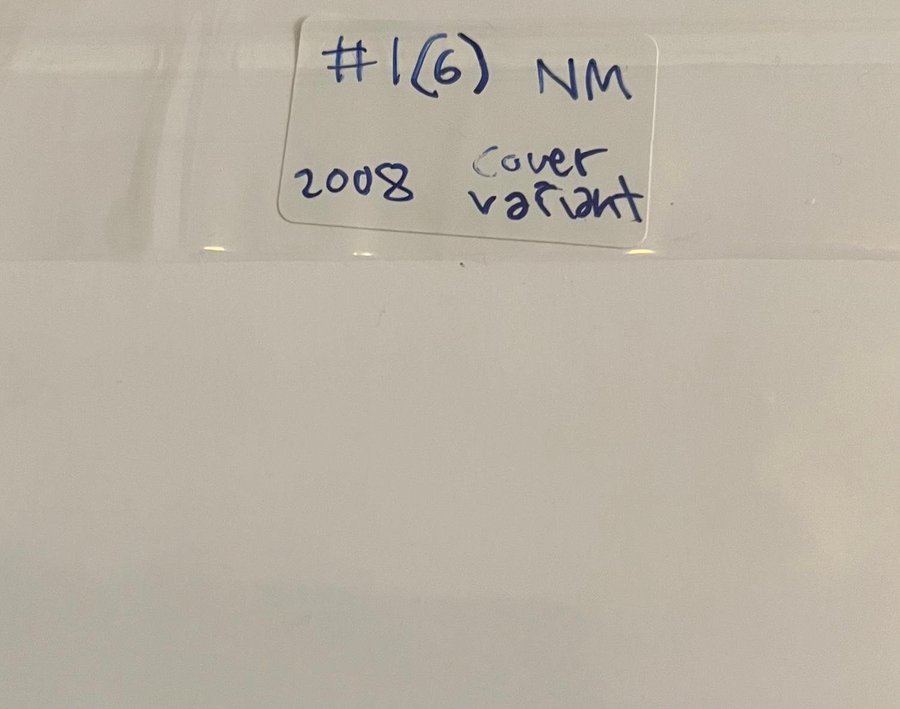 #1(6) NM
2008 cover
variant